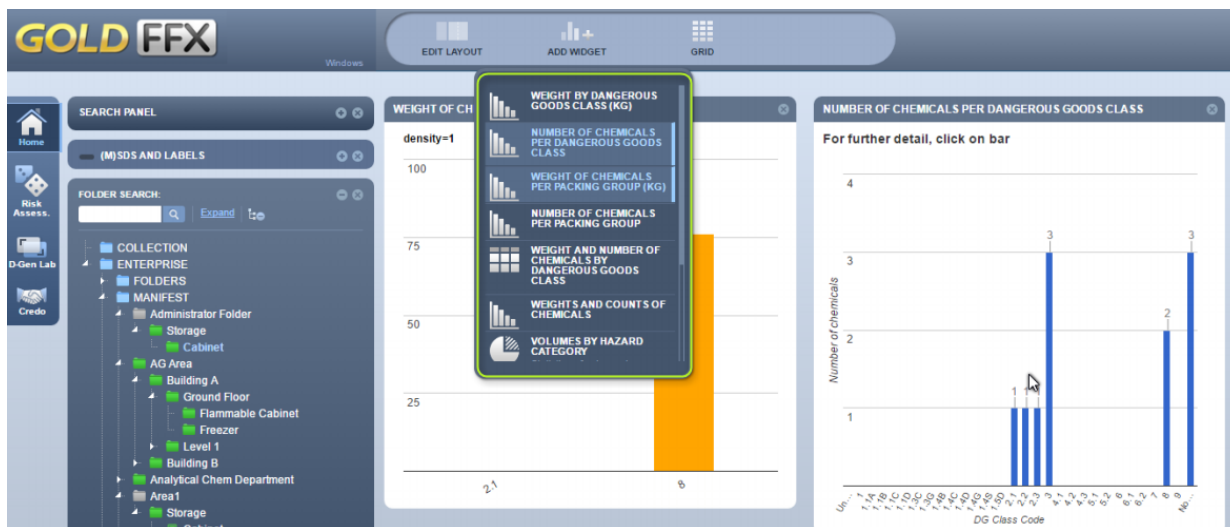 GOLD FFX
Windows
EDIT LAYOUT
ADD WIDGET
GRID
Home
Risk
Assess.
D-Gen Lab
Credo
SEARCH PANEL
(M)SDS AND LABELS
FOLDER SEARCH:
Expand
COLLECTION
ENTERPRISE
FOLDERS
MANIFEST
Administrator Folder
Storage
Cabinet
AG Area
Building A
Ground Floor
Flammable Cabinet
Freezer
Level 1
Building B
Analytical Chem Department
Area1
Storage
WEIGHT OF CH
density=1
100
75
50
25
2.1
8
WEIGHT BY DANGEROUS
GOODS CLASS (KG)
NUMBER OF CHEMICALS
PER DANGEROUS GOODS
CLASS
WEIGHT OF CHEMICALS
PER PACKING GROUP (KG)
NUMBER OF CHEMICALS
PER PACKING GROUP
WEIGHT AND NUMBER OF
CHEMICALS BY
DANGEROUS GOODS
CLASS
WEIGHTS AND COUNTS OF
CHEMICALS
VOLUMES BY HAZARD
CATEGORY
NUMBER OF CHEMICALS PER DANGEROUS GOODS CLASS
For further detail, click on bar
Number of chemicals
4
3
2
1
1
1
1
3
2
3
Un...
1
1.1A
1.1B
1.1C
1.1D
1.3C
1.3G
1.4B
1.4C
1.4D
1.4G
1.4S
1.5D
2.1
2.2
2.3
3
4.1
4.2
4.3
5.1
5.2
6
6.1
6.2
7
8
9
No...
DG Class Code